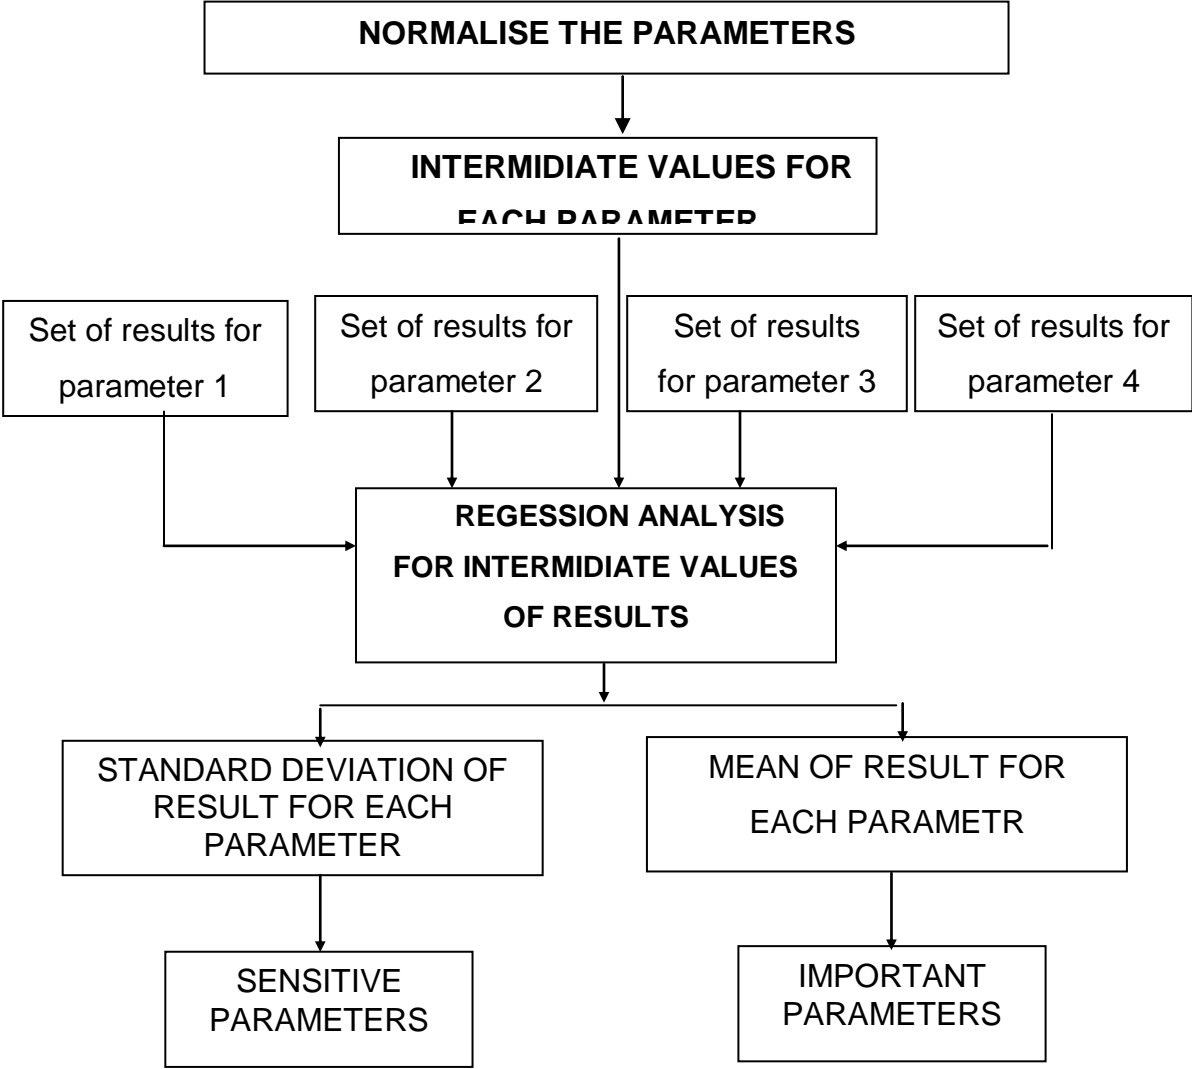 NORMALISE THE PARAMETERS
INTERMIDIATE VALUES FOR
EACH PARAMETER
Set of results for
parameter 1
Set of results for
parameter 2
Set of results
for parameter 3
Set of results for
parameter 4
REGESSION ANALYSIS
FOR INTERMIDIATE VALUES
OF RESULTS
STANDARD DEVIATION OF
RESULT FOR EACH
PARAMETER
MEAN OF RESULT FOR
EACH PARAMETR
SENSITIVE
PARAMETERS
IMPORTANT
PARAMETERS